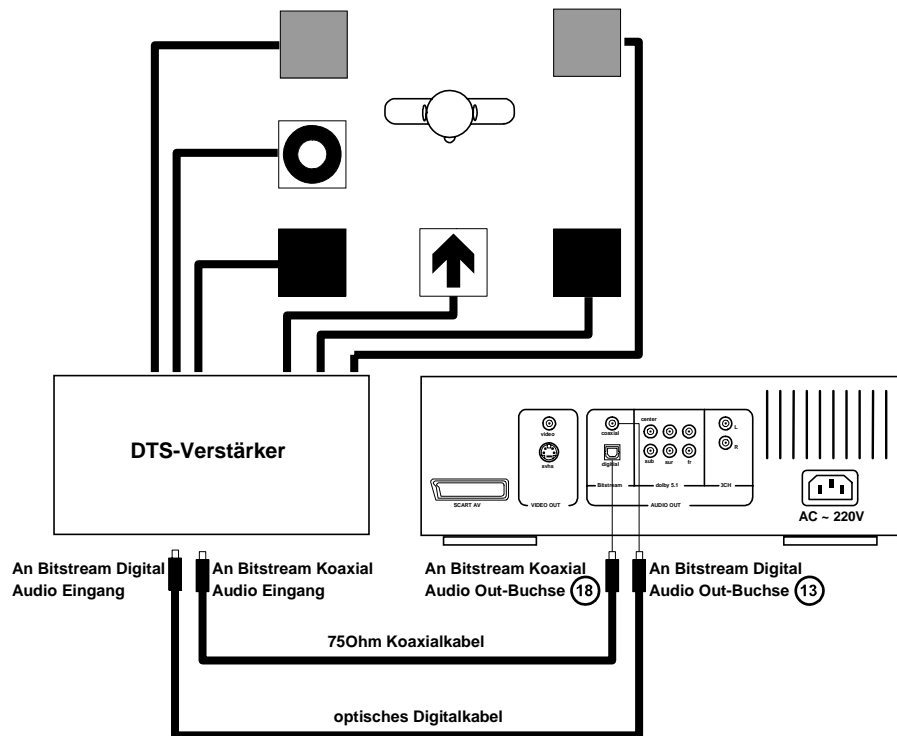 DTS-Verstärker
video
svhs
VIDEO OUT
SCART AV
coaxial
digitial
Bitstream
center
sub
sur
fr
dolby 5.1
L
R
3CH
AUDIO OUT
AC ~ 220V
An Bitstream Digital
Audio Eingang
An Bitstream Koaxial
Audio Eingang
An Bitstream Koaxial
Audio Out-Buchse 18
An Bitstream Digital
Audio Out-Buchse 13
75Ohm Koaxialkabel
optisches Digitalkabel